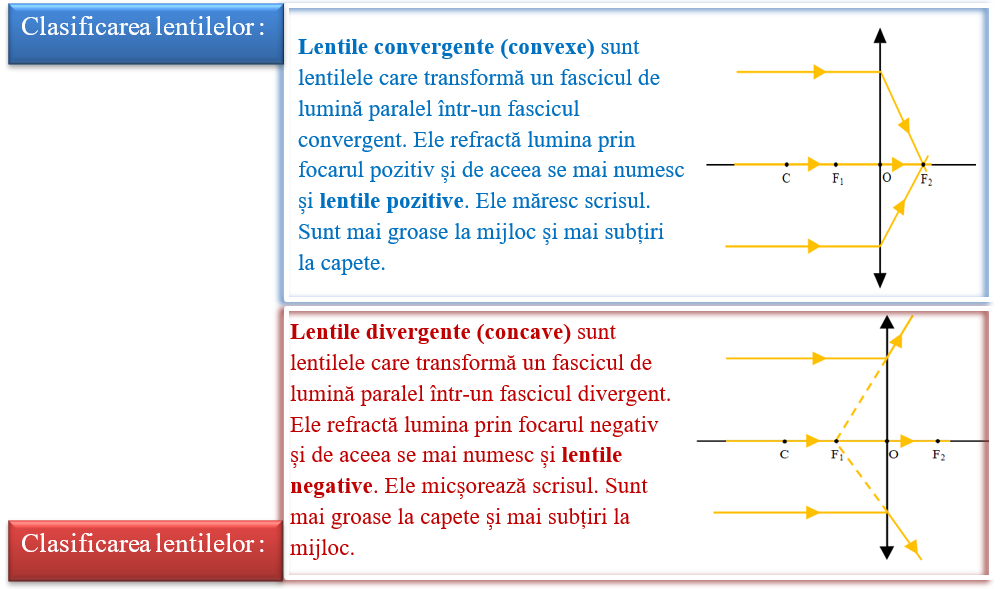 Clasificarea lentilelor :
Lentile convergente (convexe) sunt
lentilele care transformă un fascicul de
lumină paralel într-un fascicul
convergent. Ele refractă lumina prin
focarul pozitiv și de aceea se mai numesc
și lentile pozitive. Ele măresc scrisul.
Sunt mai groase la mijloc și mai subțiri
la capete.
C F1 O F2
Lentile divergente (concave) sunt
lentilele care transformă un fascicul de
lumină paralel într-un fascicul divergent.
Ele refractă lumina prin focarul negativ
și de aceea se mai numesc și lentile
negative. Ele micșorează scrisul. Sunt
mai groase la capete și mai subțiri la
mijloc.
C F1 O F2
Clasificarea lentilelor :